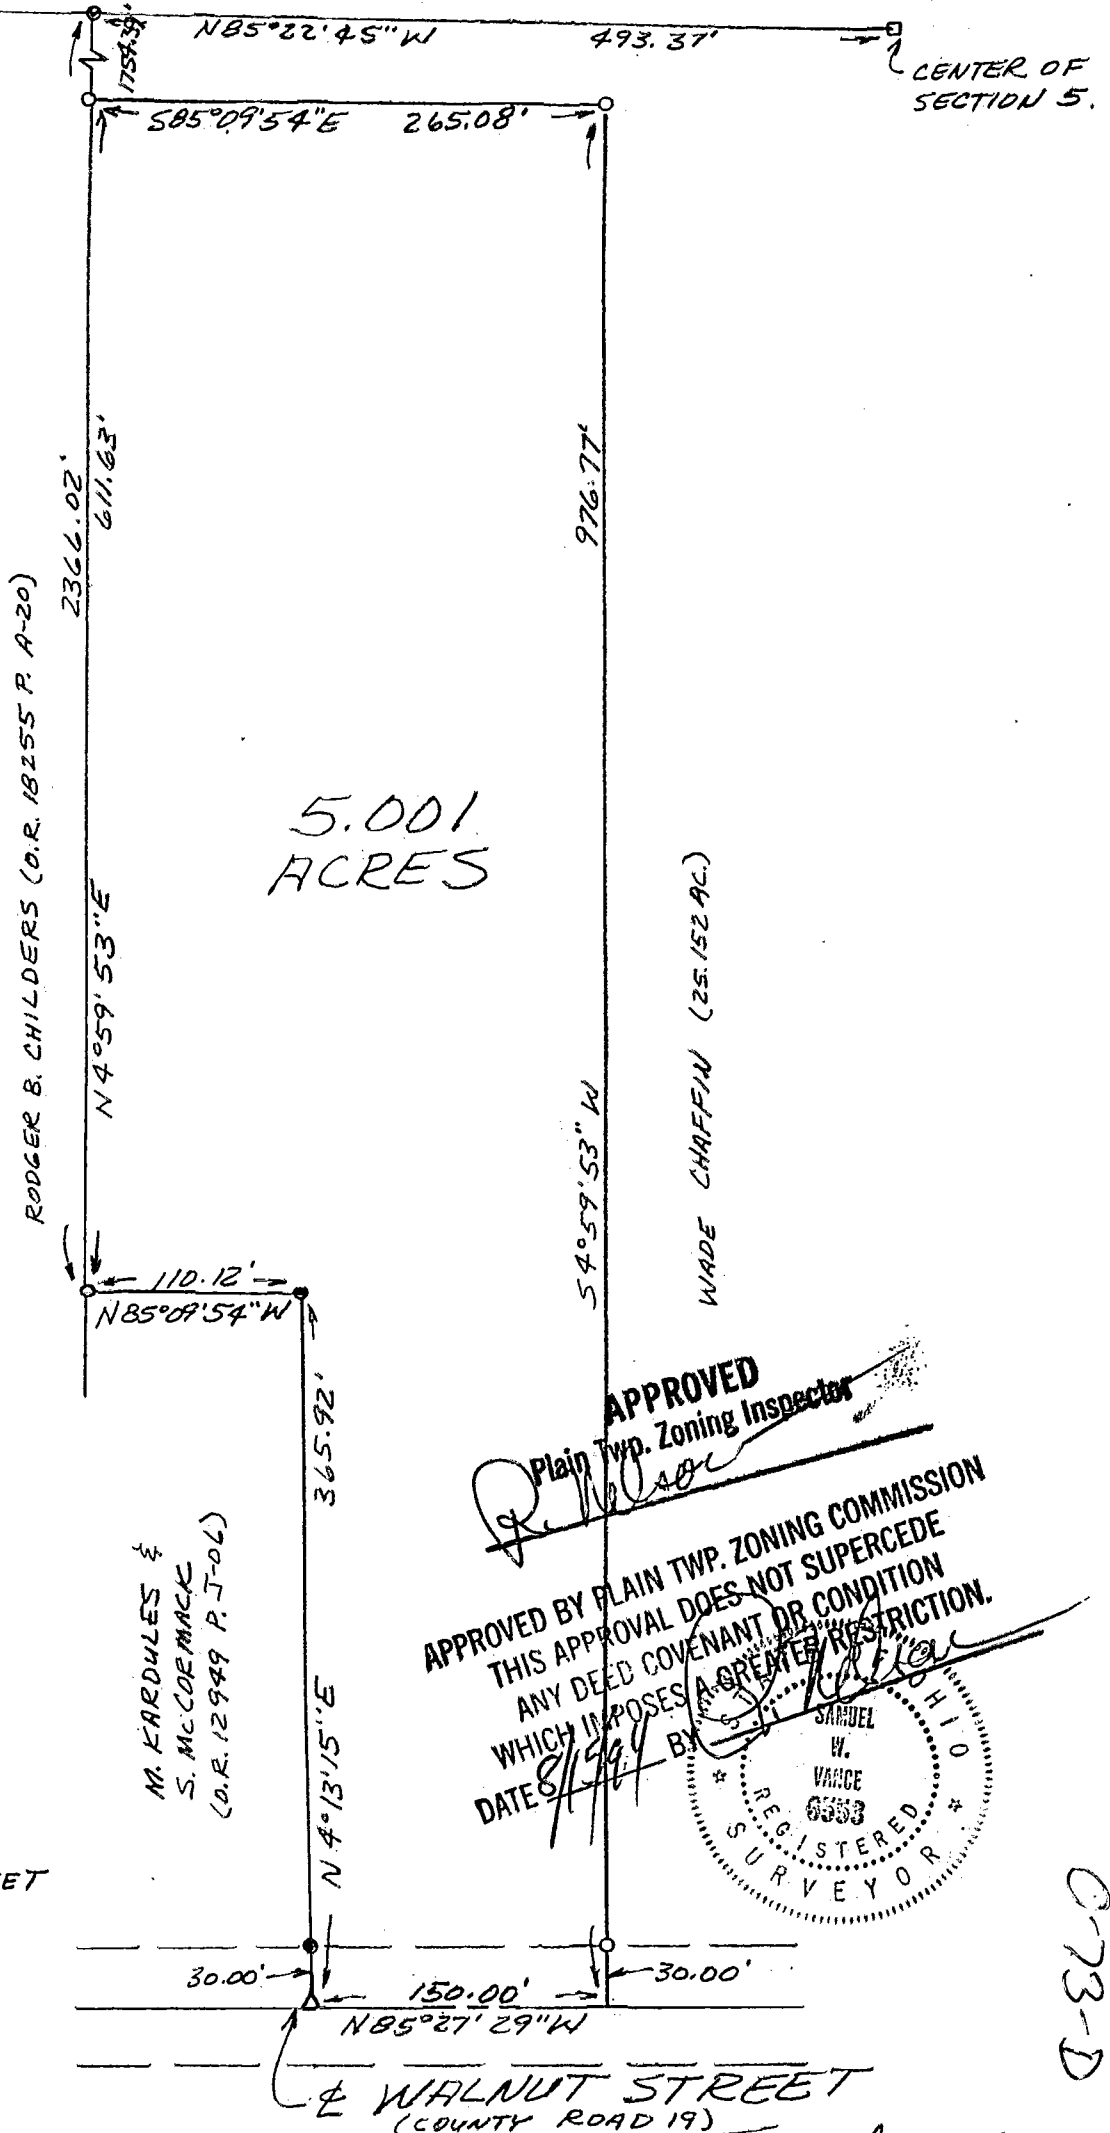 N85°22'45"W 493.37'
CENTER OF
SECTION 5.
1754.39'
S85°09'54"E 265.08'
2366.02'
611.63'
976.77'
RODGER B. CHILDERS (O.R. 18255 P. A-20)
5.001
ACRES
N4°59'53"E
S4°59'53"W
WADE CHAFFIN (25.152 AC.)
110.12'
N85°09'54"W
365.92'
APPROVED
Plain Twp. Zoning Inspector
R. Wilson
APPROVED BY PLAIN TWP. ZONING COMMISSION
THIS APPROVAL DOES NOT SUPERCEDE
ANY DEED COVENANT OR CONDITION
WHICH IMPOSES A GREATER RESTRICTION.
DATE BY
M. KARDULES &
S. McCORMACK
(O.R. 12949 P. J-06)
N4°13'15"E
OHIO
SAMUEL
W.
VANCE
6553
REGISTERED
SURVEYOR
ET
30.00'
150.00'
30.00'
N85°27'29"W
℄ WALNUT STREET
(COUNTY ROAD 19)
C-73-D